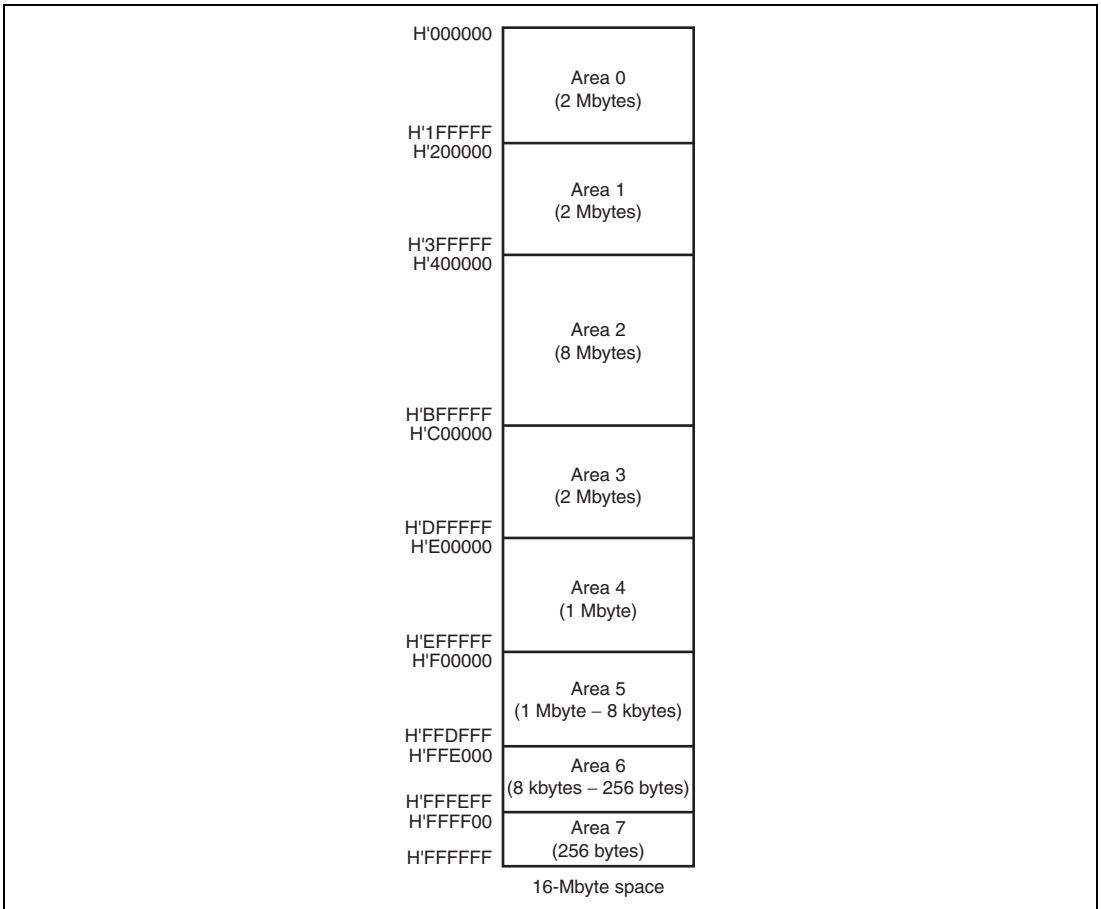 H'000000
Area 0
(2 Mbytes)
H'1FFFFF
H'200000
Area 1
(2 Mbytes)
H'3FFFFF
H'400000
Area 2
(8 Mbytes)
H'BFFFFF
H'C00000
Area 3
(2 Mbytes)
H'DFFFFF
H'E00000
Area 4
(1 Mbyte)
H'EFFFFF
H'F00000
Area 5
(1 Mbyte – 8 kbytes)
H'FFDFFF
H'FFE000
Area 6
(8 kbytes – 256 bytes)
H'FFFEFF
H'FFFF00
Area 7
(256 bytes)
H'FFFFFF
16-Mbyte space